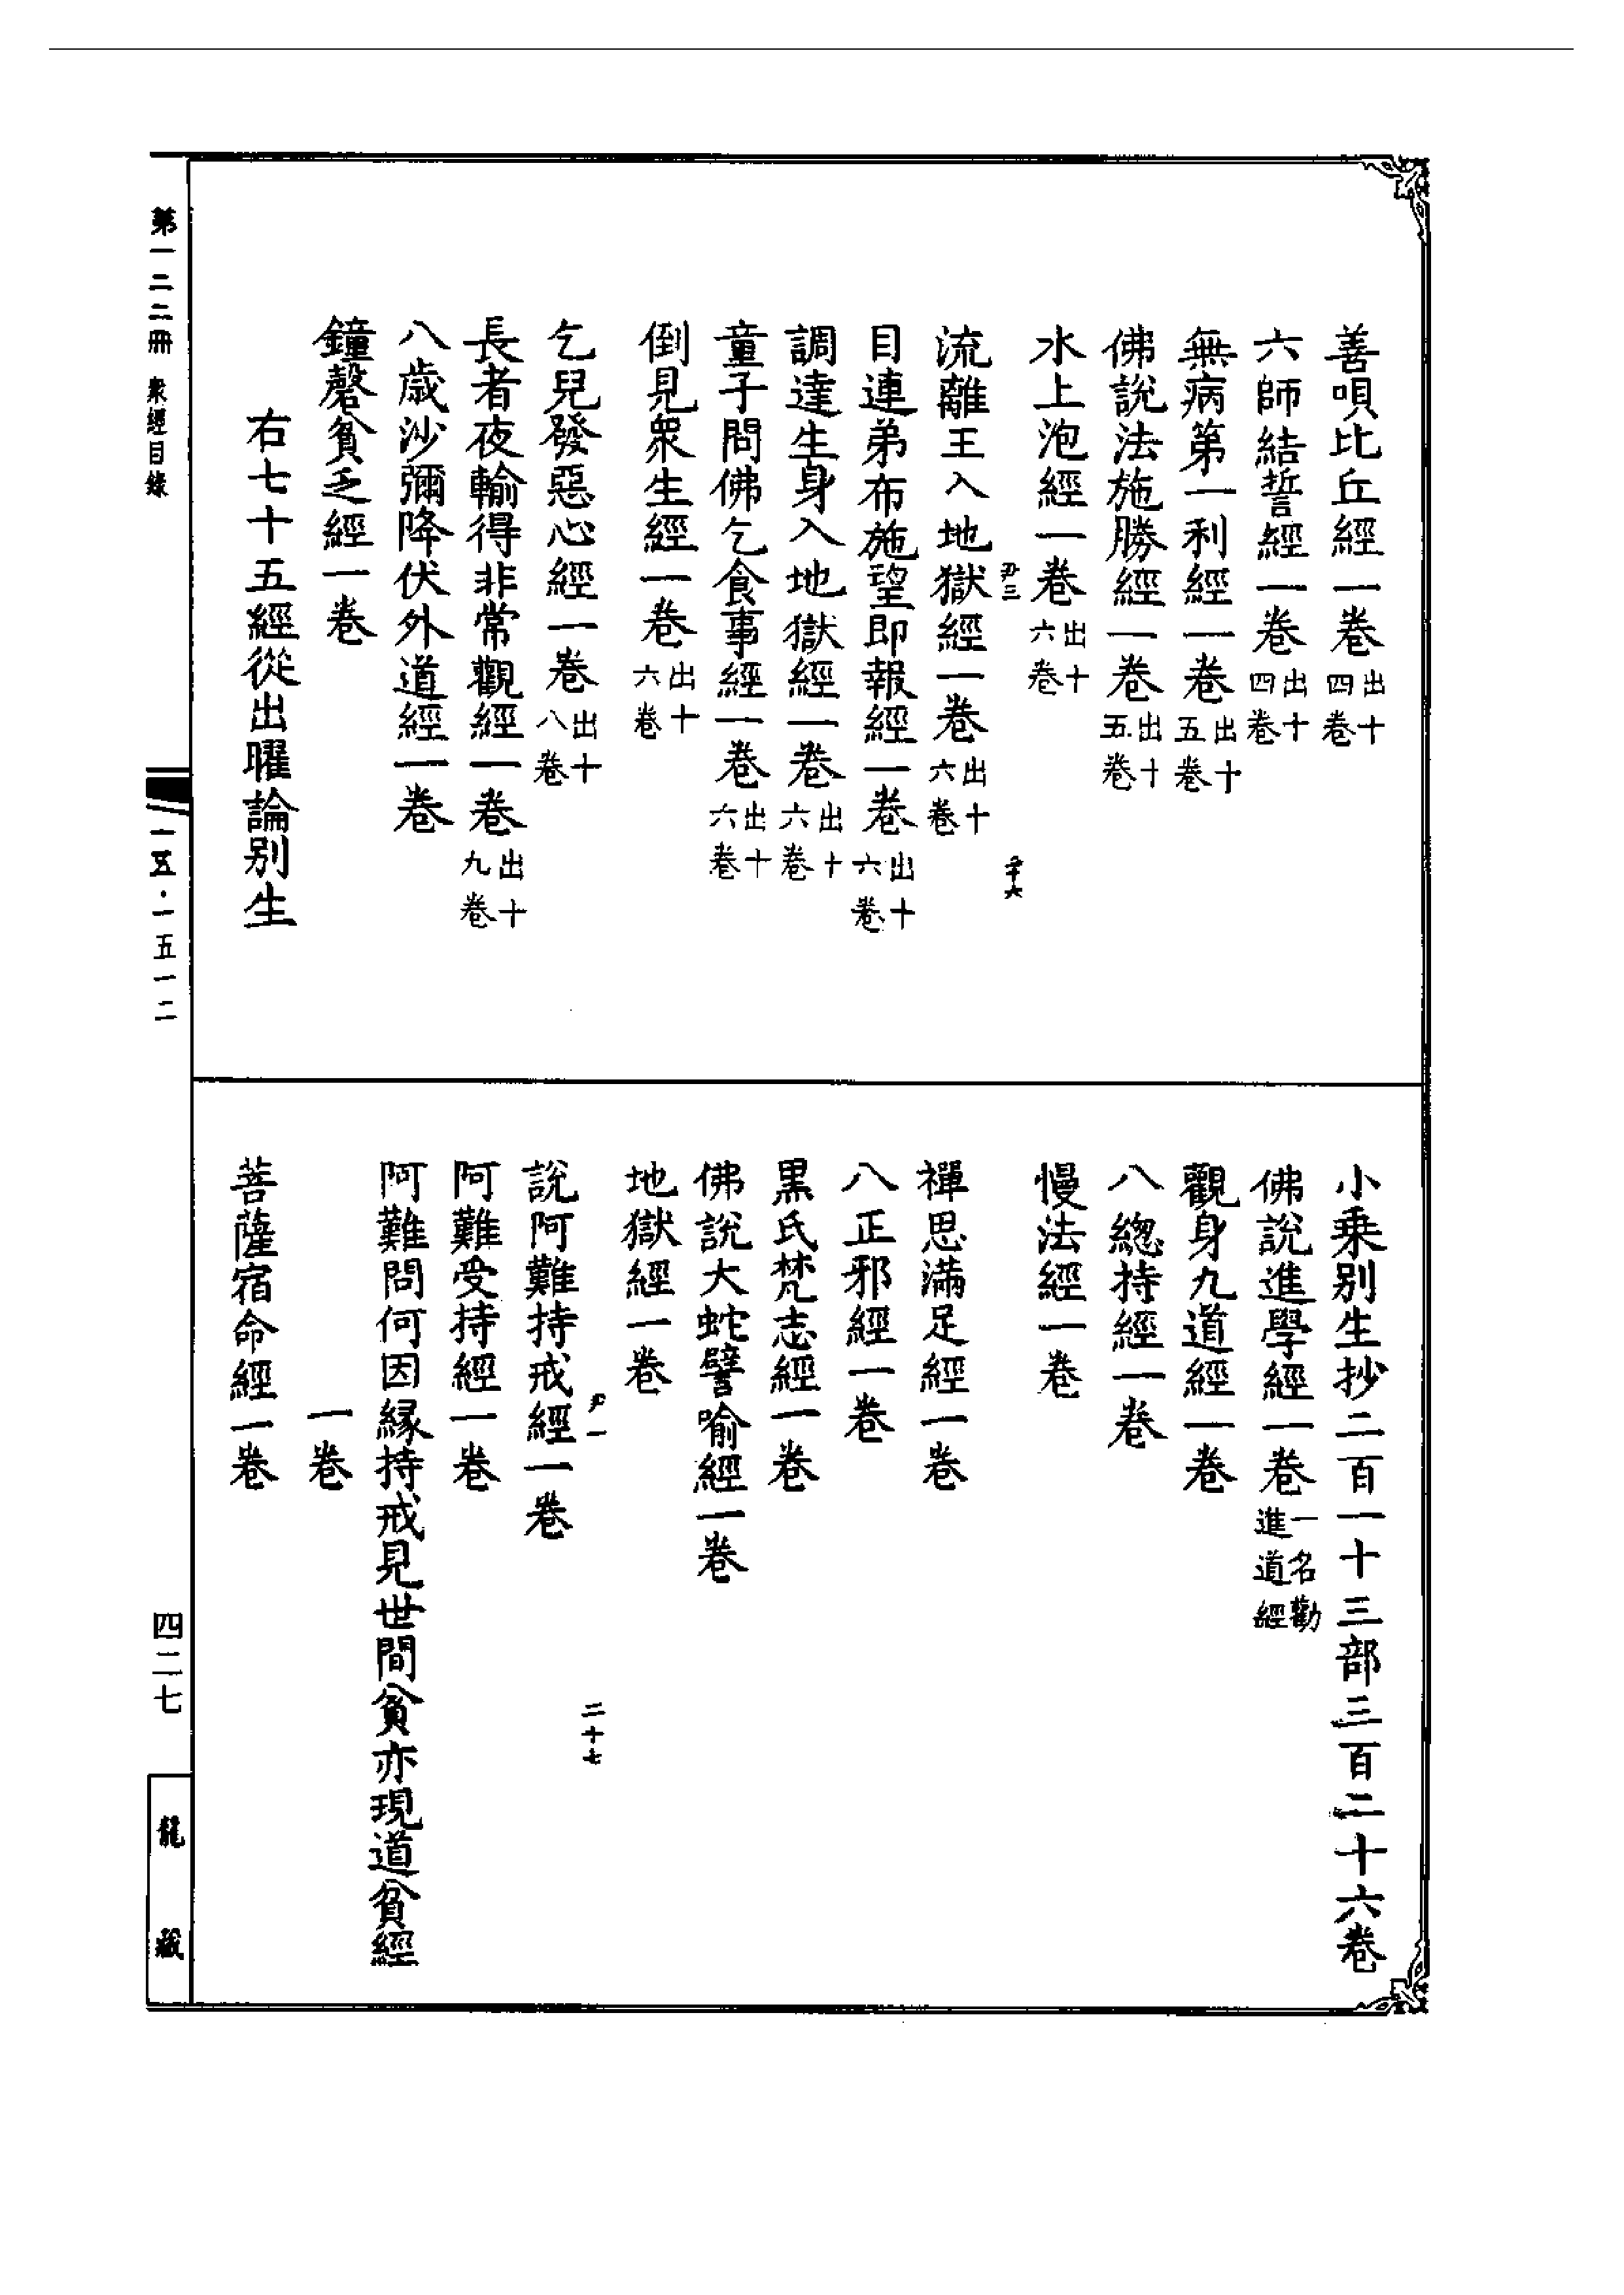 善唄比丘經一卷出十四卷
六師結誓經一卷出十四卷
無病第一利經一卷出十五卷
佛說法施勝經一卷出十五卷
水上泡經一卷出十六卷
尹三
流離王入地獄經一卷出十六卷
目連弟布施望即報經一卷出十六卷
調達生身入地獄經一卷出十六卷
童子問佛乞食事經一卷出十六卷
倒見衆生經一卷出十六卷
乞兒發惡心經一卷出十八卷
長者夜輸得非常觀經一卷出十九卷
八歲沙彌降伏外道經一卷
鐘磬貧乏經一卷
右七十五經從出曜論別生
小乗別生抄二百一十三部三百二十六卷
佛說進學經一卷一名勸進道經
觀身九道經一卷
八緫持經一卷
慢法經一卷
禪思滿足經一卷
八正邪經一卷
黒氏梵志經一卷
佛說大蛇譬喻經一卷
地獄經一卷
二十七
說阿難持戒經一卷
阿難受持經一卷
阿難問何因緣持戒見世間貧亦現道貧經
一卷
菩薩宿命經一卷
第一二二冊 衆經目錄
一五·一五一二
四二七
龍藏